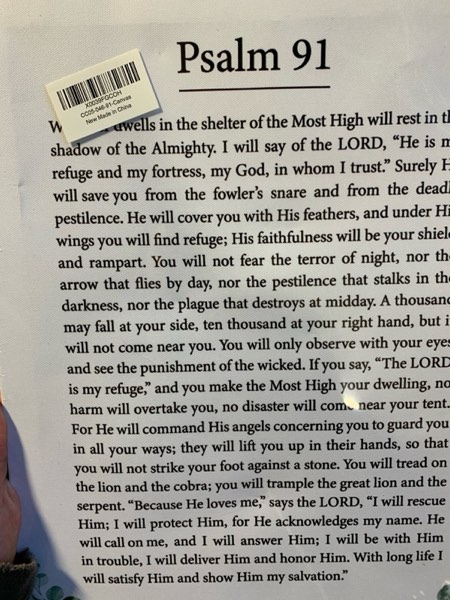 Psalm 91
X0039FGCOH
CC05-046-91-Canvas
New Made in China
dwells in the shelter of the Most High will rest in th
shadow of the Almighty. I will say of the LORD, “He is m
refuge and my fortress, my God, in whom I trust.” Surely H
will save you from the fowler’s snare and from the deadl
pestilence. He will cover you with His feathers, and under Hi
wings you will find refuge; His faithfulness will be your shiel
and rampart. You will not fear the terror of night, nor th
arrow that flies by day, nor the pestilence that stalks in th
darkness, nor the plague that destroys at midday. A thousand
may fall at your side, ten thousand at your right hand, but i
will not come near you. You will only observe with your eyes
and see the punishment of the wicked. If you say, “The LORD
is my refuge,” and you make the Most High your dwelling, no
harm will overtake you, no disaster will come near your tent.
For He will command His angels concerning you to guard you
in all your ways; they will lift you up in their hands, so that
you will not strike your foot against a stone. You will tread on
the lion and the cobra; you will trample the great lion and the
serpent. “Because He loves me,” says the LORD, “I will rescue
Him; I will protect Him, for He acknowledges my name. He
will call on me, and I will answer Him; I will be with Him
in trouble, I will deliver Him and honor Him. With long life I
will satisfy Him and show Him my salvation.”